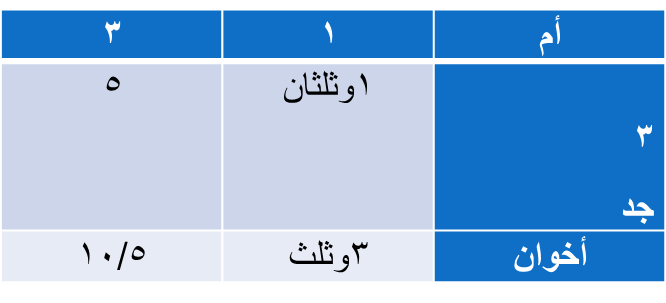 أم ١ ٣
٣ جد ١وثلثان ٥
أخوان ٣وثلث ١٠/٥